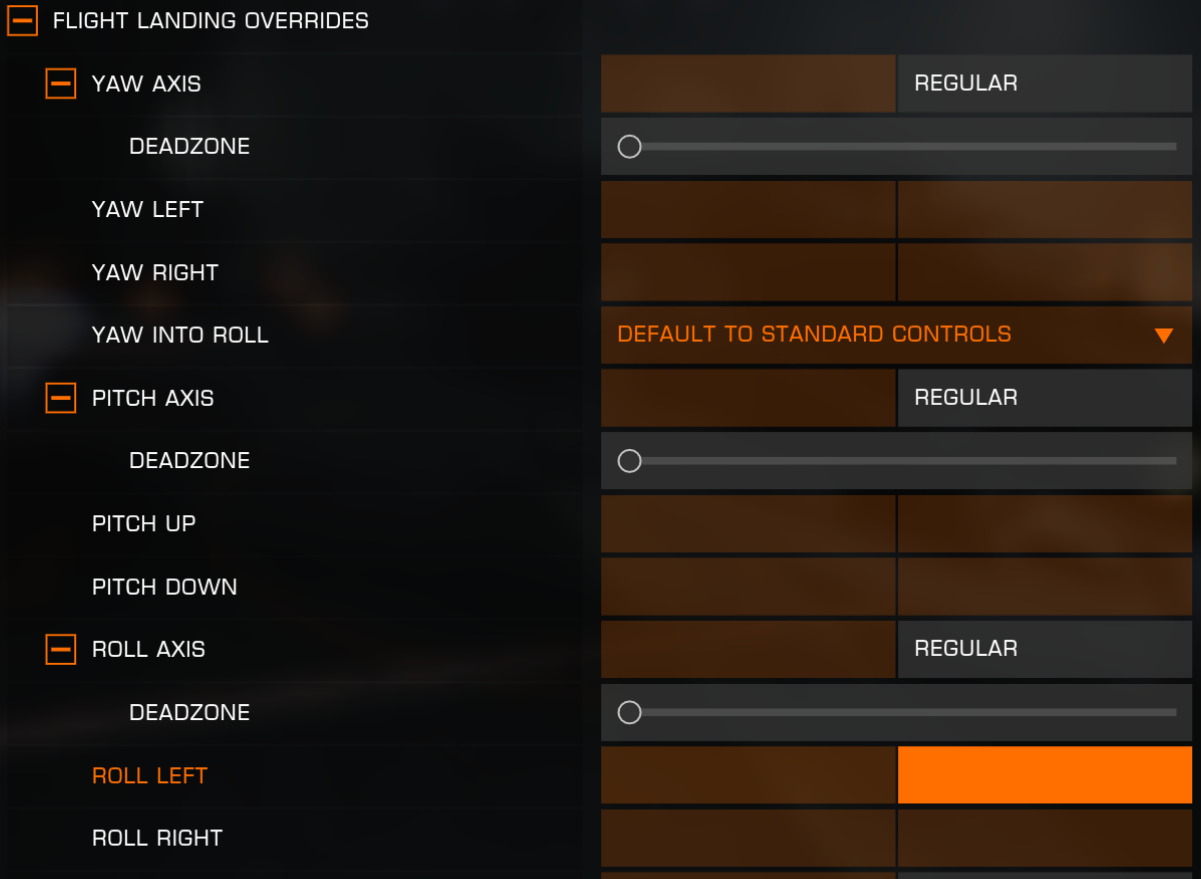 FLIGHT LANDING OVERRIDES
YAW AXIS REGULAR
DEADZONE
YAW LEFT
YAW RIGHT
YAW INTO ROLL DEFAULT TO STANDARD CONTROLS
PITCH AXIS REGULAR
DEADZONE
PITCH UP
PITCH DOWN
ROLL AXIS REGULAR
DEADZONE
ROLL LEFT
ROLL RIGHT